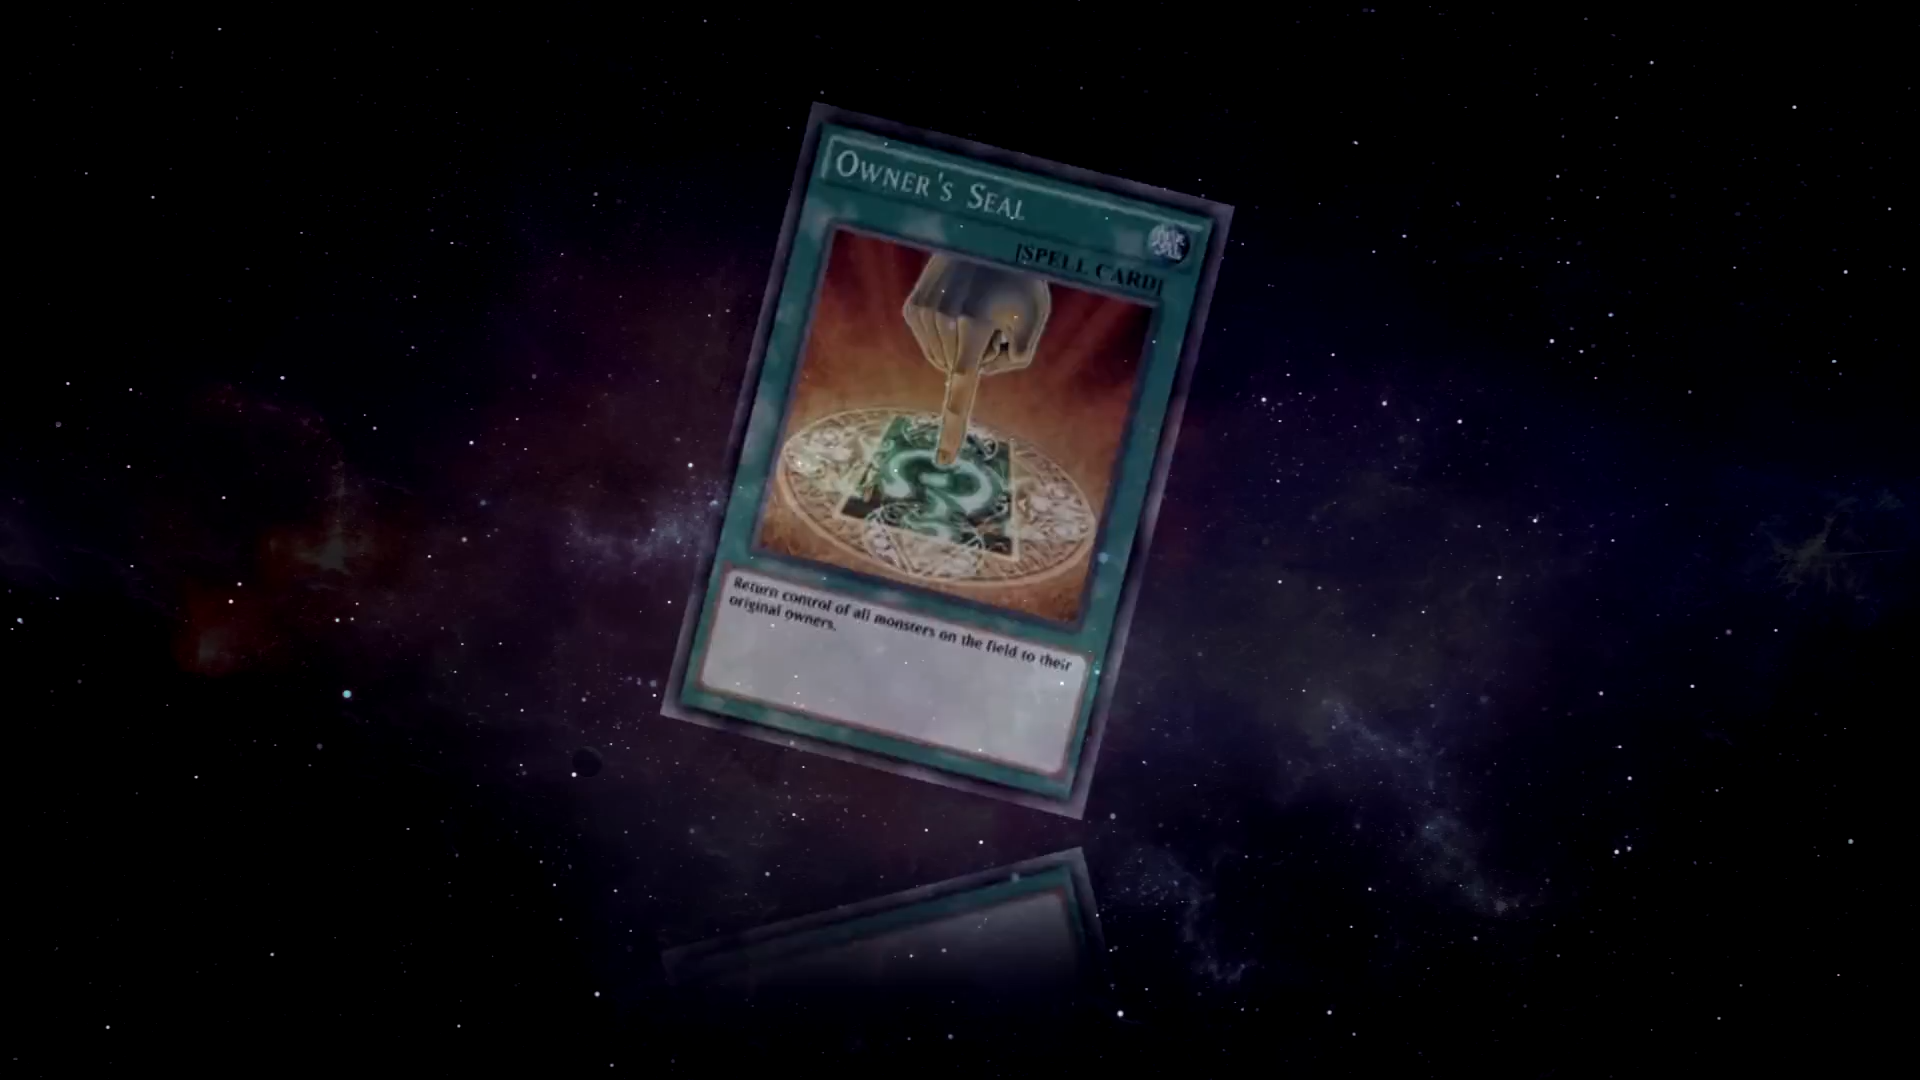 OWNER'S SEAL
[SPELL CARD]
Return control of all monsters on the field to their
original owners.